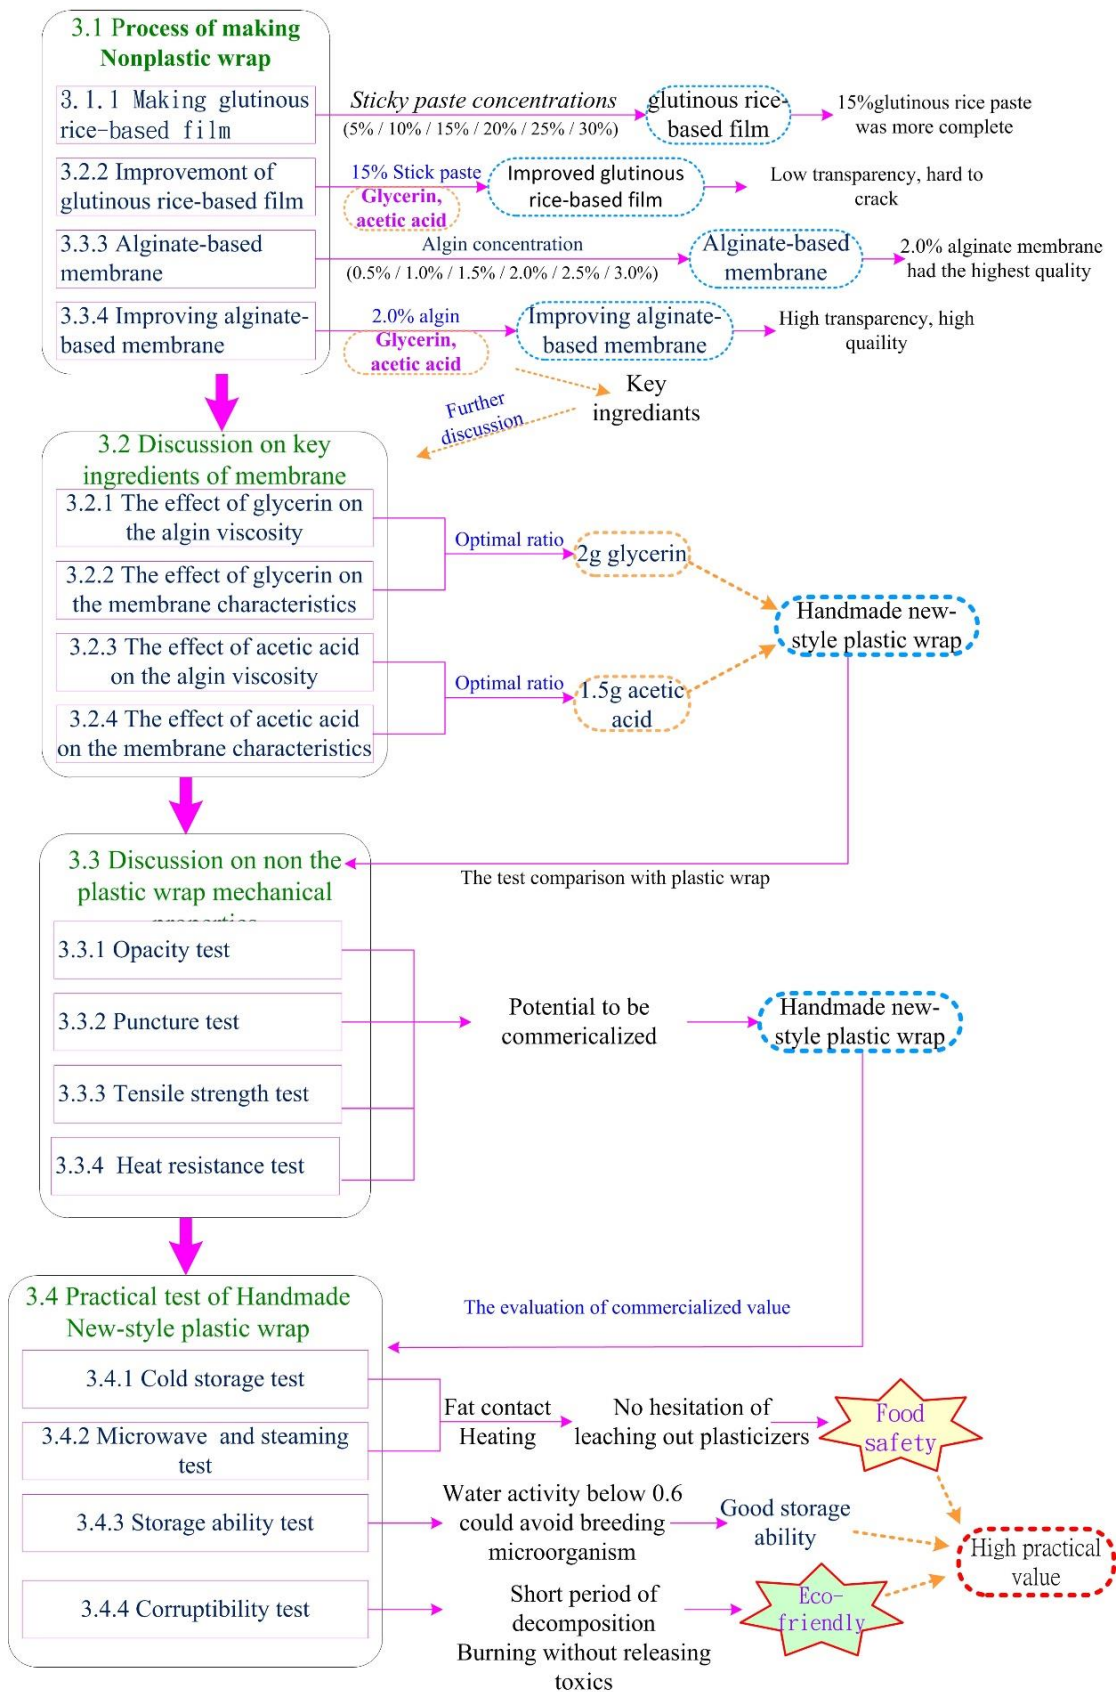 3.1 Process of making
Nonplastic wrap
3.1.1 Making glutinous
rice-based film
Sticky paste concentrations
(5% / 10% / 15% / 20% / 25% / 30%)
glutinous rice-
based film
15%glutinous rice paste
was more complete
3.2.2 Improvemont of
glutinous rice-based film
15% Stick paste
Glycerin,
acetic acid
Improved glutinous
rice-based film
Low transparency, hard to
crack
3.3.3 Alginate-based
membrane
Algin concentration
(0.5% / 1.0% / 1.5% / 2.0% / 2.5% / 3.0%)
Alginate-based
membrane
2.0% alginate membrane
had the highest quality
3.3.4 Improving alginate-
based membrane
2.0% algin
Glycerin,
acetic acid
Improving alginate-
based membrane
High transparency, high
quaility
Key
ingrediants
Further
discussion
3.2 Discussion on key
ingredients of membrane
3.2.1 The effect of glycerin on
the algin viscosity
3.2.2 The effect of glycerin on
the membrane characteristics
Optimal ratio
2g glycerin
3.2.3 The effect of acetic acid
on the algin viscosity
3.2.4 The effect of acetic acid
on the membrane characteristics
Optimal ratio
1.5g acetic
acid
Handmade new-
style plastic wrap
3.3 Discussion on non the
plastic wrap mechanical
properties
The test comparison with plastic wrap
3.3.1 Opacity test
3.3.2 Puncture test
3.3.3 Tensile strength test
3.3.4 Heat resistance test
Potential to be
commericalized
Handmade new-
style plastic wrap
3.4 Practical test of Handmade
New-style plastic wrap
The evaluation of commercialized value
3.4.1 Cold storage test
3.4.2 Microwave and steaming
test
Fat contact
Heating
No hesitation of
leaching out plasticizers
Food
safety
3.4.3 Storage ability test
Water activity below 0.6
could avoid breeding
microorganism
Good storage
ability
3.4.4 Corruptibility test
Short period of
decomposition
Burning without releasing
toxics
Eco-
friendly
High practical
value